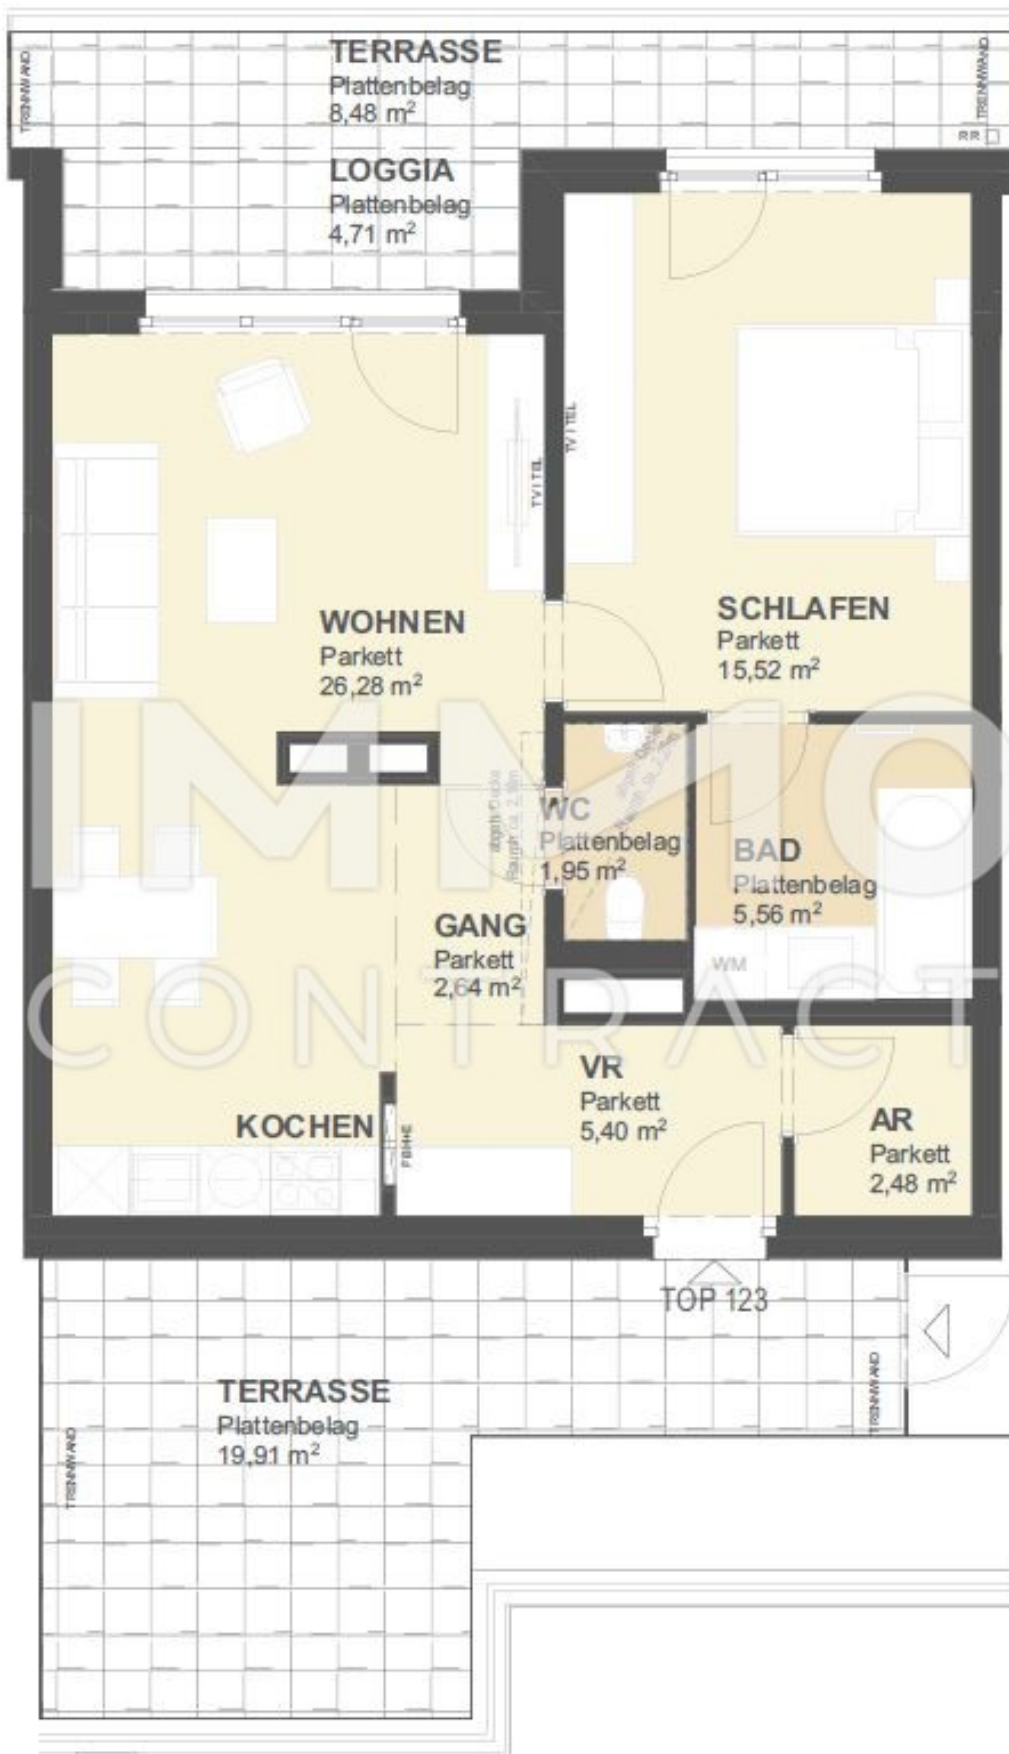 TERRASSE
Plattenbelag
8,48 m²
TRENNWAND
TRENNWAND
LOGGIA
Plattenbelag
4,71 m²
TV I TEL
TV I TEL
WOHNEN
Parkett
26,28 m²
SCHLAFEN
Parkett
15,52 m²
IMMO
CONTRACT
WC
Plattenbelag
1,95 m²
BAD
Plattenbelag
5,56 m²
WM
GANG
Parkett
2,64 m²
VR
Parkett
5,40 m²
KOCHEN
AR
Parkett
2,48 m²
TOP 123
TERRASSE
Plattenbelag
19,91 m²
TRENNWAND
TRENNWAND